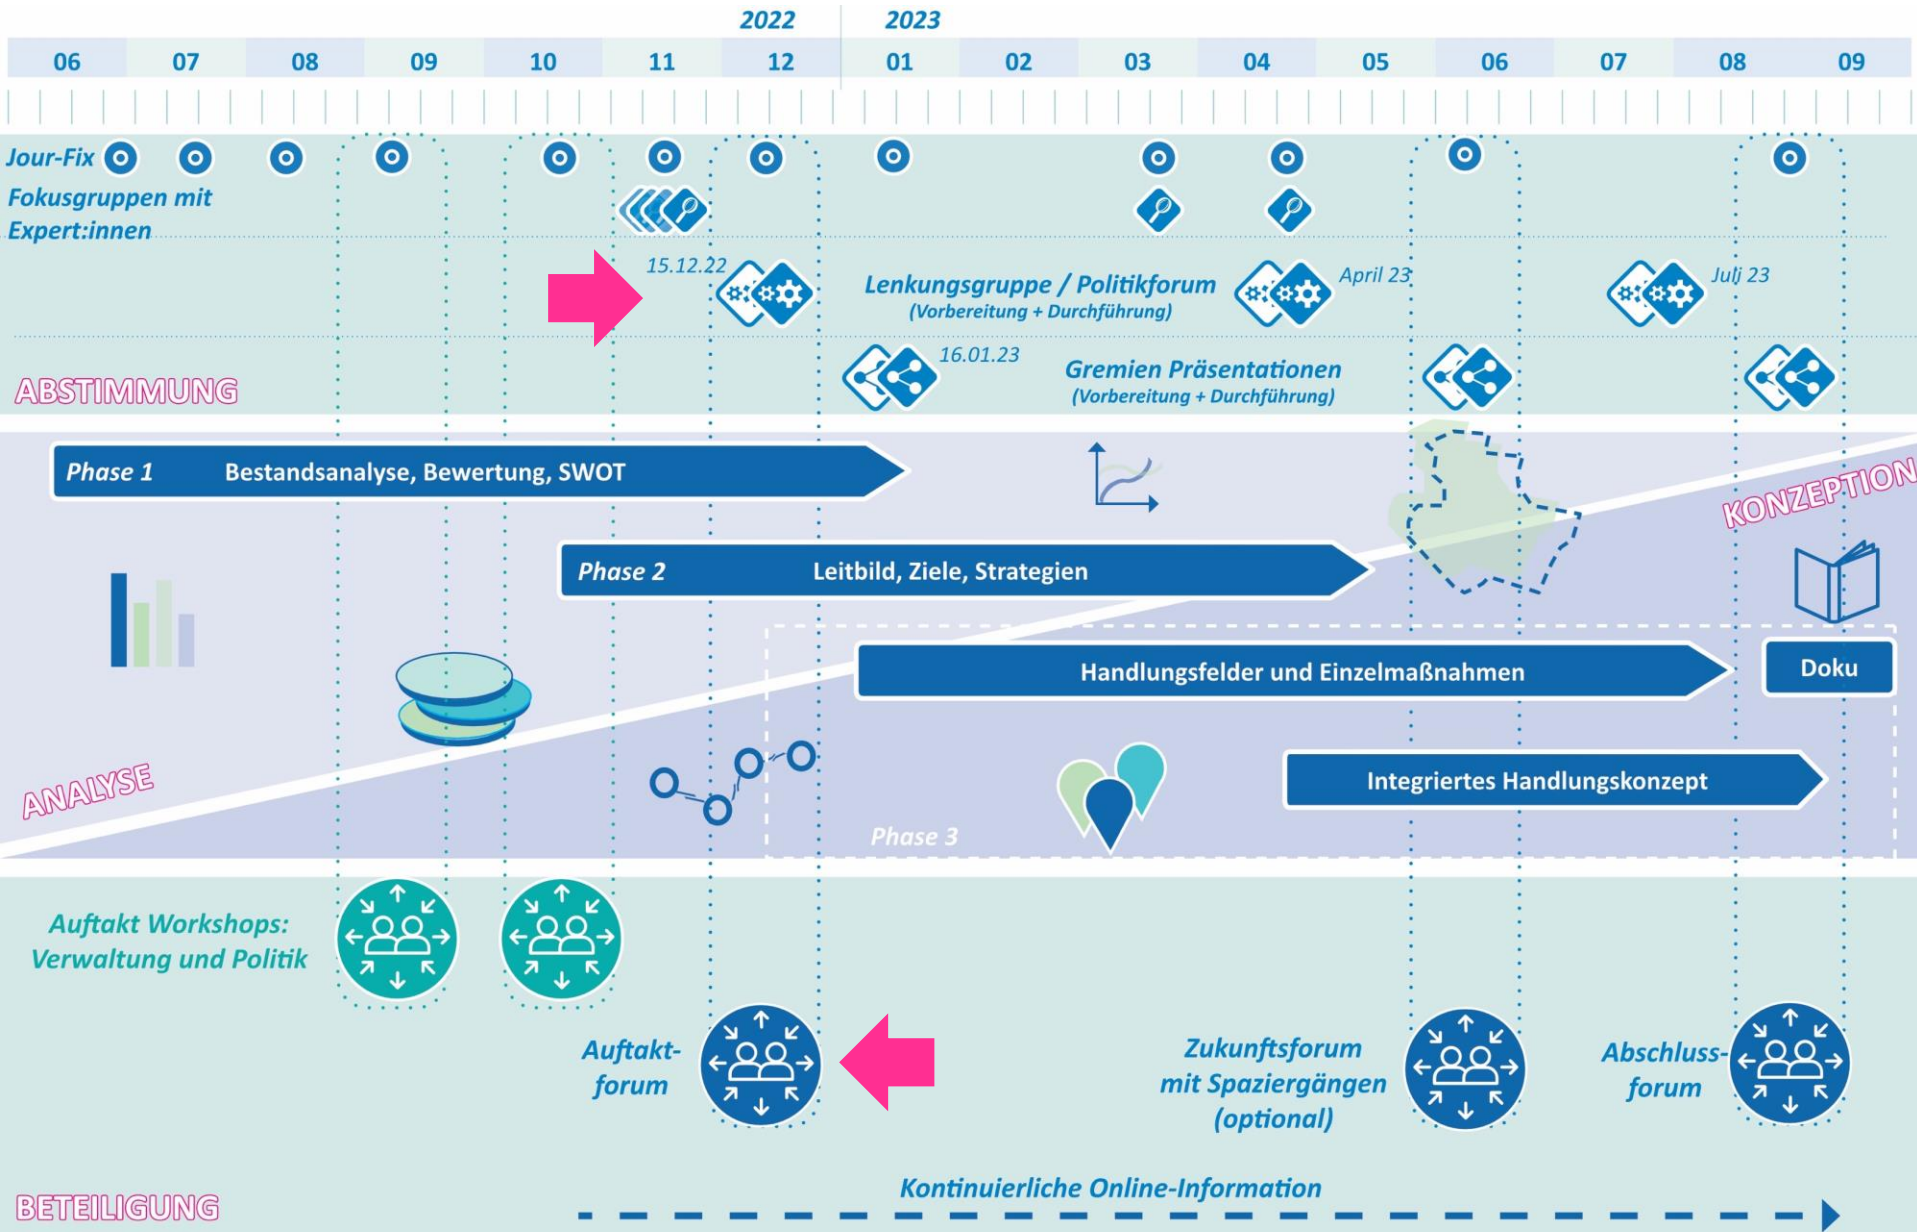 2022
2023
06 07 08 09 10 11 12 01 02 03 04 05 06 07 08 09
Jour-Fix
Fokusgruppen mit
Expert:innen
15.12.22
Lenkungsgruppe / Politikforum
(Vorbereitung + Durchführung)
April 23
Juli 23
16.01.23
Gremien Präsentationen
(Vorbereitung + Durchführung)
ABSTIMMUNG
Phase 1 Bestandsanalyse, Bewertung, SWOT
KONZEPTION
Phase 2 Leitbild, Ziele, Strategien
Handlungsfelder und Einzelmaßnahmen
Doku
ANALYSE
Integriertes Handlungskonzept
Phase 3
Auftakt Workshops:
Verwaltung und Politik
Auftakt-
forum
Zukunftsforum
mit Spaziergängen
(optional)
Abschluss-
forum
Kontinuierliche Online-Information
BETEILIGUNG